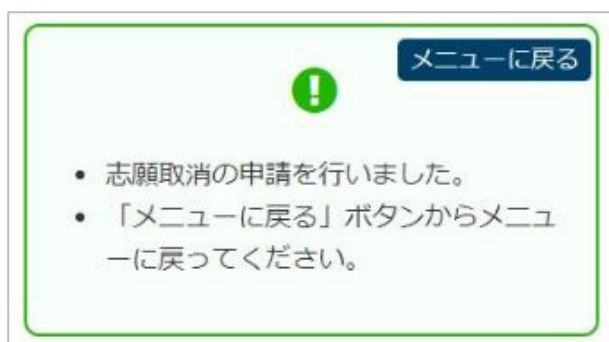 メニューに戻る
• 志願取消の申請を行いました。
• 「メニューに戻る」ボタンからメニュ
ーに戻ってください。